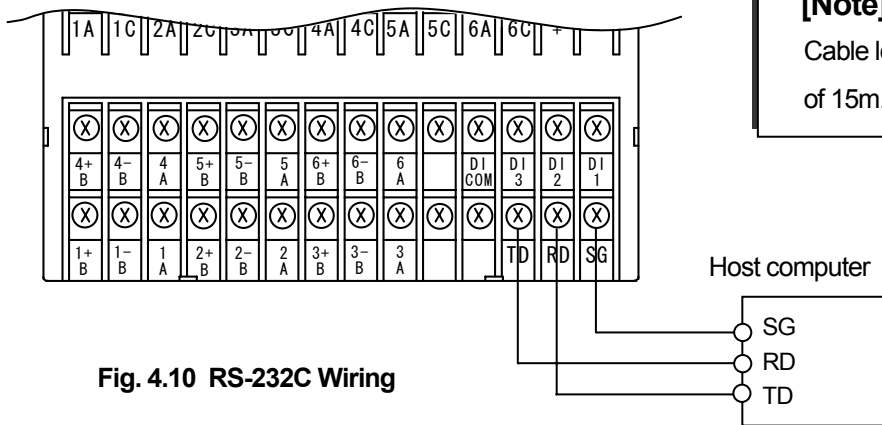 [Note]
Cable
of 15m.
1A 1C 2A 2C 4A 4C 5A 5C 6A 6C +
4+ B 4− B 4 A 5+ B 5− B 5 A 6+ B 6− B 6 A DI COM DI 3 DI 2 DI 1
1+ B 1− B 1 A 2+ B 2− B 2 A 3+ B 3− B 3 A TD RD SG
Host computer
SG
RD
TD
Fig. 4.10 RS-232C Wiring